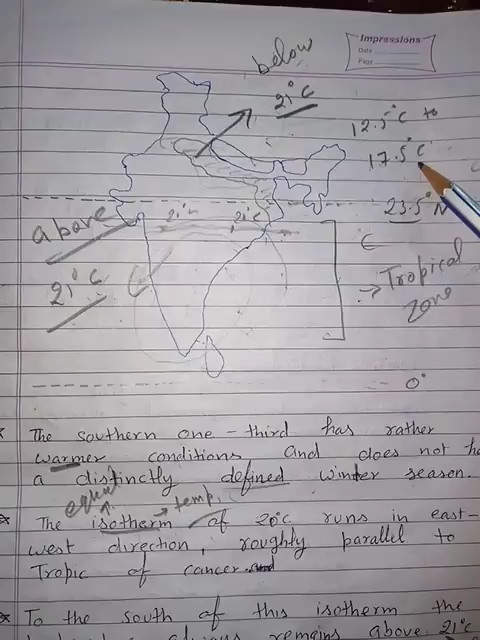 Impressions
Date
Page
below
21°C
12.5°C to
17.5°C
23.5°N
above
21°C
→ Tropical
zone
0°
The southern one-third has rather
warmer conditions and does not ha
a distinctly defined winter season.
equal
→ temp.
The isotherm of 20°C runs in east-
west direction, roughly parallel to
Tropic of cancer.
To the south of this isotherm the
always remains above 21°C